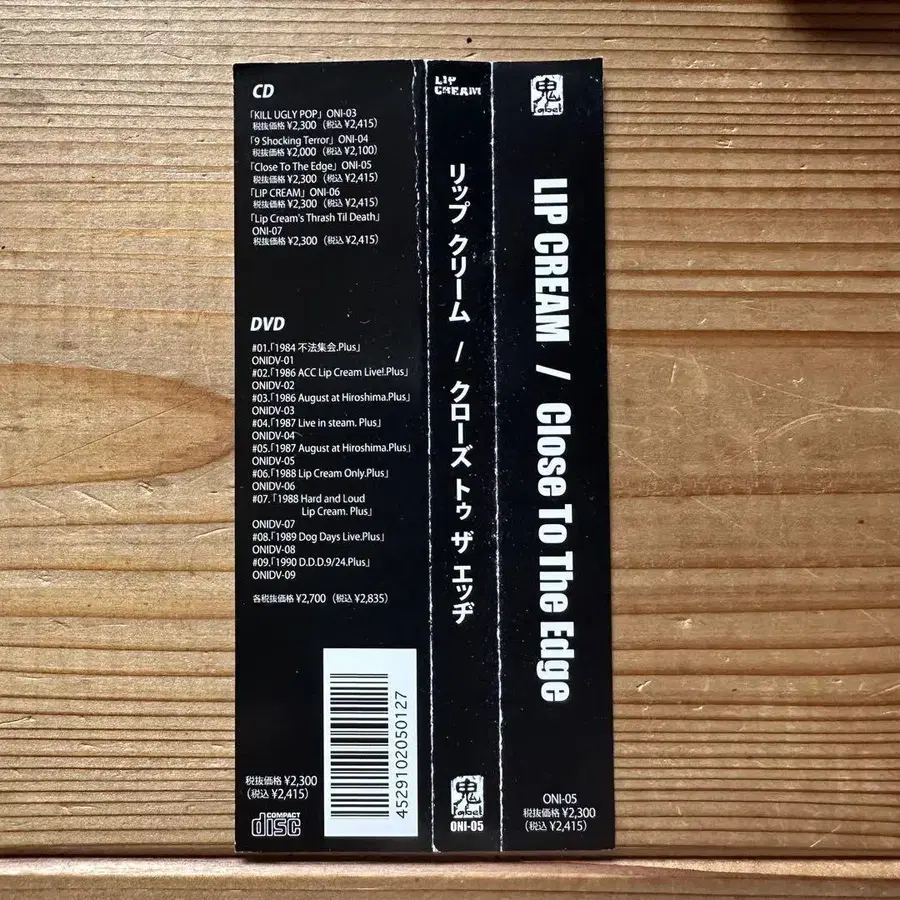 CD
「KILL UGLY POP」ONI-03
税抜価格 ¥2,300（税込 ¥2,415）
「9 Shocking Terror」ONI-04
税抜価格 ¥2,000（税込 ¥2,100）
「Close To The Edge」ONI-05
税抜価格 ¥2,300（税込 ¥2,415）
「LIP CREAM」ONI-06
税抜価格 ¥2,300（税込 ¥2,415）
「Lip Cream's Thrash Til Death」
ONI-07
税抜価格 ¥2,300（税込 ¥2,415）
DVD
#01.「1984 不法集会.Plus」
ONIDV-01
#02.「1986 ACC Lip Cream Live!.Plus」
ONIDV-02
#03.「1986 August at Hiroshima.Plus」
ONIDV-03
#04.「1987 Live in steam. Plus」
ONIDV-04
#05.「1987 August at Hiroshima.Plus」
ONIDV-05
#06.「1988 Lip Cream Only.Plus」
ONIDV-06
#07.「1988 Hard and Loud
Lip Cream. Plus」
ONIDV-07
#08.「1989 Dog Days Live.Plus」
ONIDV-08
#09.「1990 D.D.D.9/24.Plus」
ONIDV-09
各税抜価格 ¥2,700（税込 ¥2,835）
4529102050127
税抜価格 ¥2,300
（税込 ¥2,415）
COMPACT
disc
LIP
CREAM
リップ クリーム / クローズ トゥ ザ エッヂ
鬼
label
ONI-05
鬼
label
LIP CREAM / Close To The Edge
ONI-05
税抜価格 ¥2,300
（税込 ¥2,415）